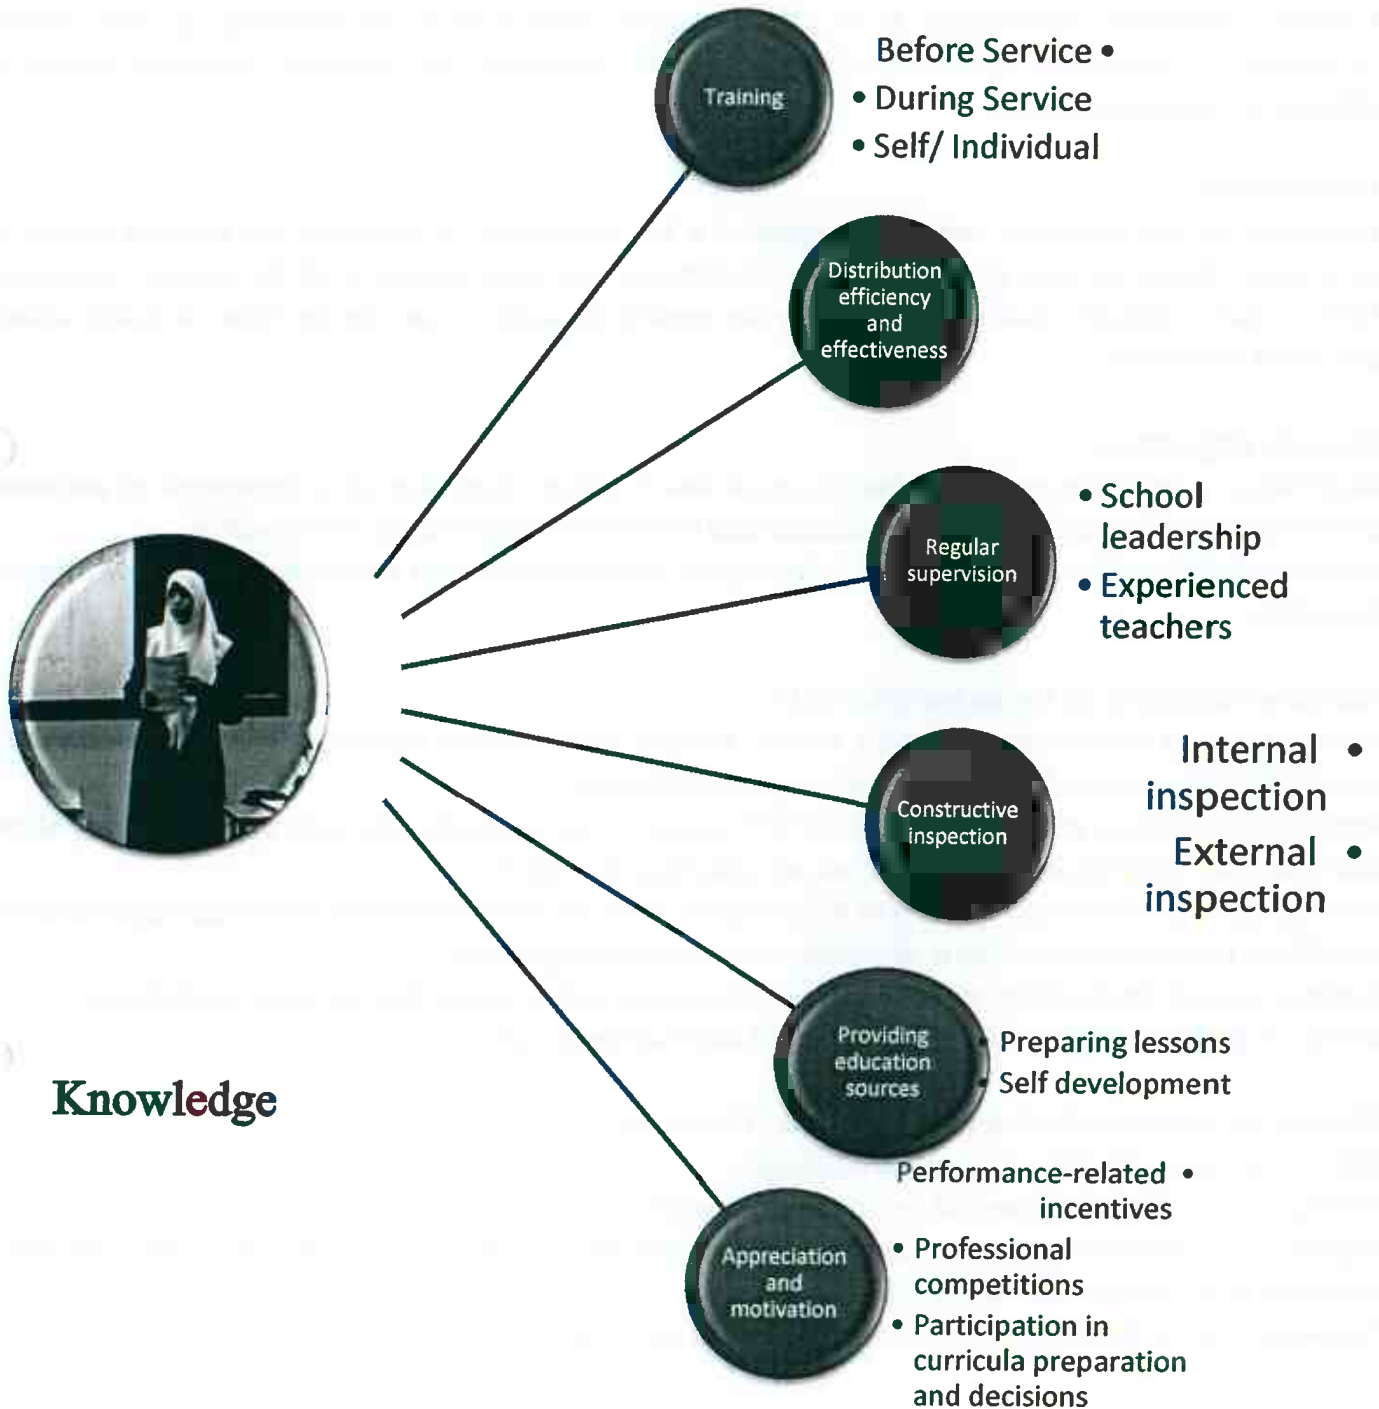 Training
Before Service •
• During Service
• Self/ Individual
Distribution
efficiency
and
effectiveness
Regular
supervision
• School
leadership
• Experienced
teachers
Constructive
inspection
Internal •
inspection
External •
inspection
Providing
education
sources
• Preparing lessons
• Self development
Knowledge
Performance-related •
incentives
Appreciation
and
motivation
• Professional
competitions
• Participation in
curricula preparation
and decisions